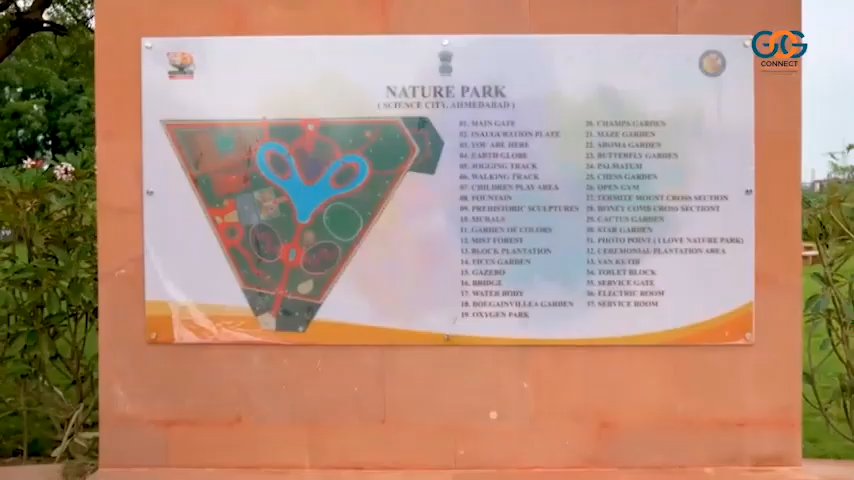 GCG
CONNECT
NATURE PARK
( SCIENCE CITY, AHMEDABAD )
01. MAIN GATE
02. INAUGURATION PLATE
03. YOU ARE HERE
04. EARTH GLOBE
05. JOGGING TRACK
06. WALKING TRACK
07. CHILDREN PLAY AREA
08. FOUNTAIN
09. PREHISTORIC SCULPTURES
10. MURALS
11. GARDEN OF COLORS
12. MIST FOREST
13. BLOCK PLANTATION
14. FICUS GARDEN
15. GAZEBO
16. BRIDGE
17. WATER BODY
18. BOUGAINVILLEA GARDEN
19. OXYGEN PARK
20. CHAMPA GARDEN
21. MAZE GARDEN
22. AROMA GARDEN
23. BUTTERFLY GARDEN
24. PALMATUM
25. CHESS GARDEN
26. OPEN GYM
27. TERMITE MOUNT CROSS SECTION
28. HONEY COMB CROSS SECTIONT
29. CACTUS GARDEN
30. STAR GARDEN
31. PHOTO POINT ( I LOVE NATURE PARK)
32. CEREMONIAL PLANTATION AREA
33. VAN KUTIR
34. TOILET BLOCK
35. SERVICE GATE
36. ELECTRIC ROOM
37. SERVICE ROOM